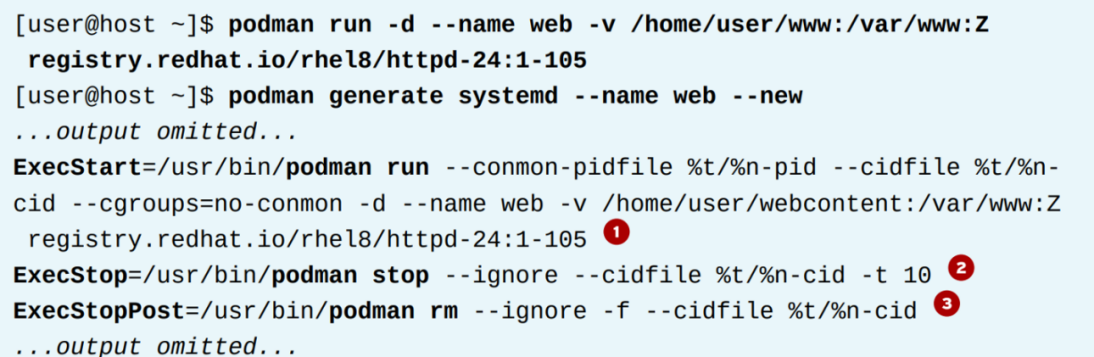 [user@host ~]$ podman run -d --name web -v /home/user/www:/var/www:Z
registry.redhat.io/rhel8/httpd-24:1-105
[user@host ~]$ podman generate systemd --name web --new
...output omitted...
ExecStart=/usr/bin/podman run --conmon-pidfile %t/%n-pid --cidfile %t/%n-
cid --cgroups=no-conmon -d --name web -v /home/user/webcontent:/var/www:Z
registry.redhat.io/rhel8/httpd-24:1-105 1
ExecStop=/usr/bin/podman stop --ignore --cidfile %t/%n-cid -t 10 2
ExecStopPost=/usr/bin/podman rm --ignore -f --cidfile %t/%n-cid 3
...output omitted...